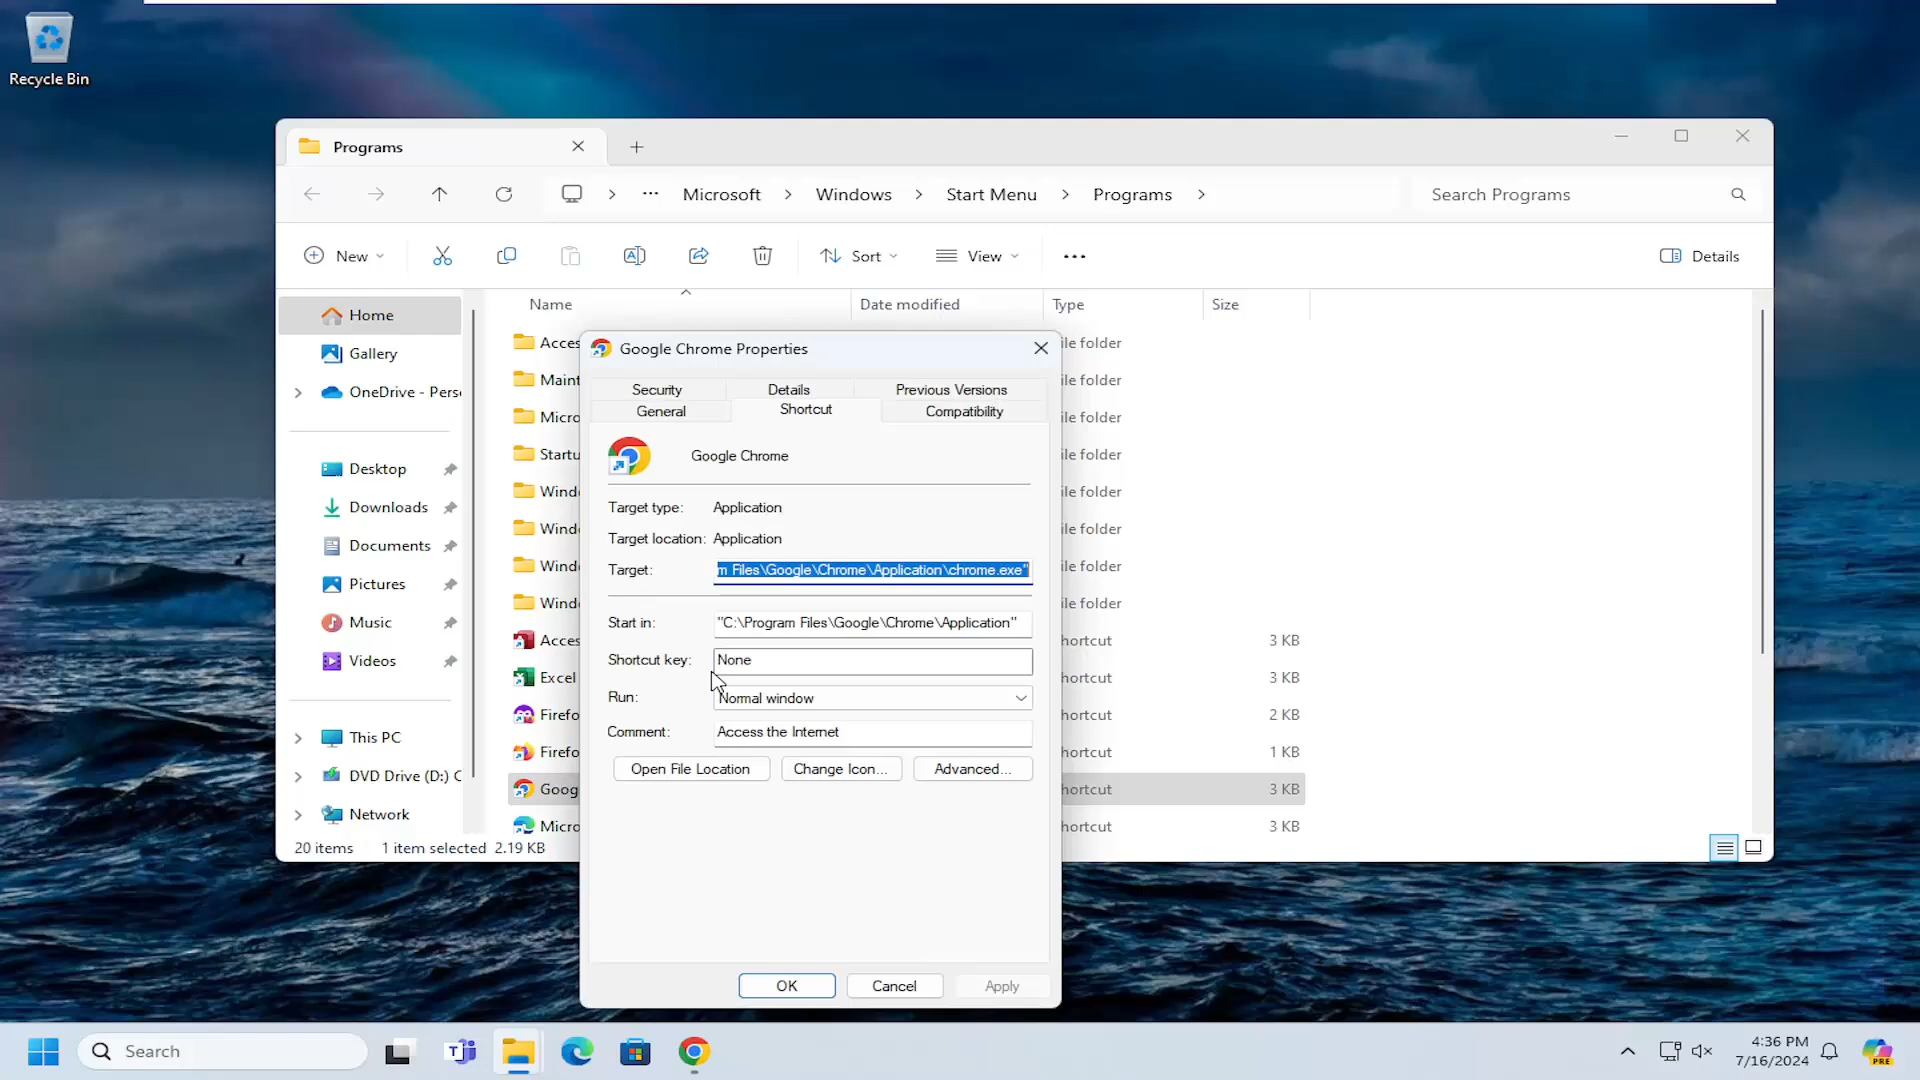 Recycle Bin
Programs
Microsoft Windows Start Menu Programs
Search Programs
New
Sort
View
Details
Name Date modified Type Size
Home
Gallery
OneDrive - Pers
Desktop
Downloads
Documents
Pictures
Music
Videos
This PC
DVD Drive (D:) C
Network
Acces
Maint
Micro
Startu
Wind
Wind
Wind
Wind
Acces
Excel
Firefo
Firefo
Goog
Micro
ile folder
ile folder
ile folder
ile folder
ile folder
ile folder
ile folder
ile folder
hortcut 3 KB
hortcut 3 KB
hortcut 2 KB
hortcut 1 KB
hortcut 3 KB
hortcut 3 KB
20 items 1 item selected 2.19 KB
Google Chrome Properties
Security Details Previous Versions
General Shortcut Compatibility
Google Chrome
Target type: Application
Target location: Application
Target: m Files\Google\Chrome\Application\chrome.exe"
Start in: "C:\Program Files\Google\Chrome\Application"
Shortcut key: None
Run: Normal window
Comment: Access the Internet
Open File Location Change Icon... Advanced...
OK Cancel Apply
Search
4:36 PM
7/16/2024
PRE